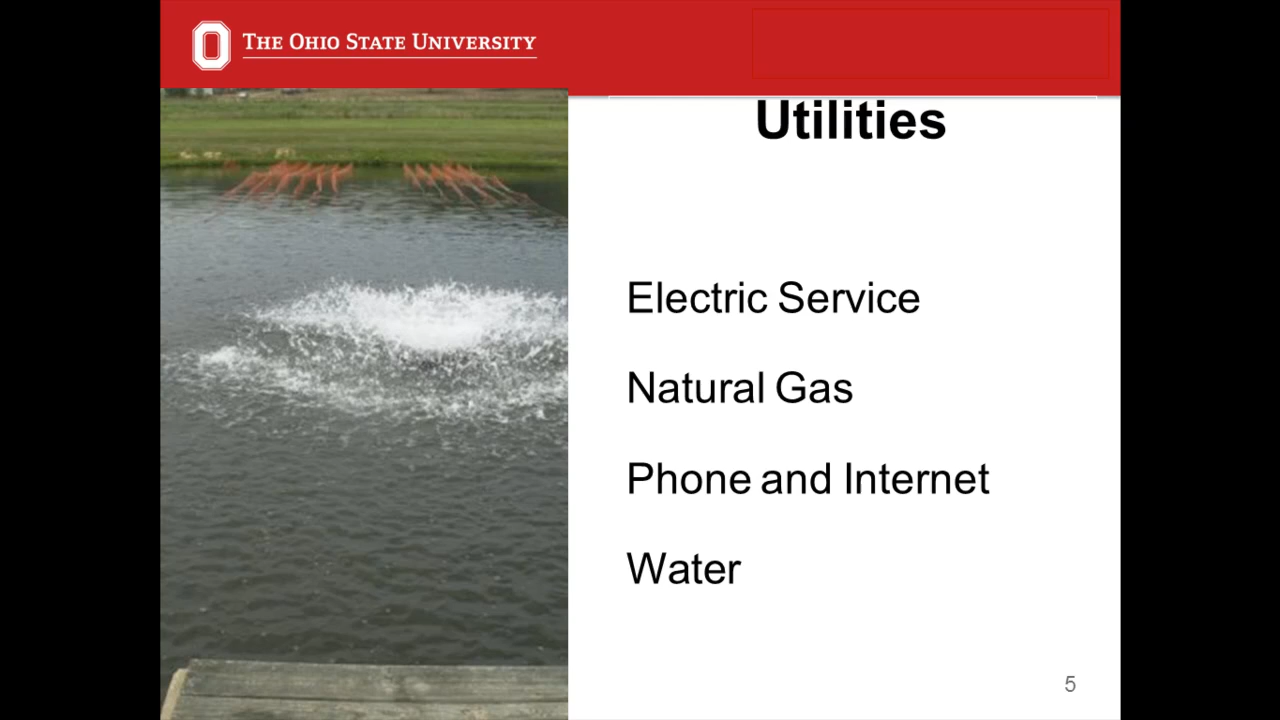 THE OHIO STATE UNIVERSITY
Utilities
Electric Service
Natural Gas
Phone and Internet
Water
5